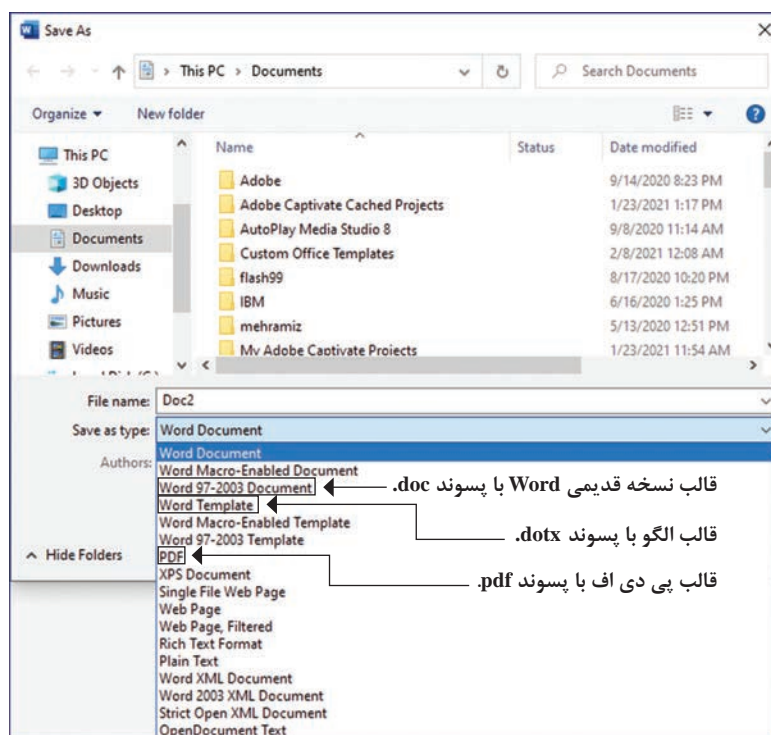 Save As
This PC > Documents
Search Documents
Organize
New folder
This PC
3D Objects
Desktop
Documents
Downloads
Music
Pictures
Videos
Name
Status
Date modified
Adobe
9/14/2020 8:23 PM
Adobe Captivate Cached Projects
1/23/2021 1:17 PM
AutoPlay Media Studio 8
9/8/2020 11:14 AM
Custom Office Templates
2/8/2021 12:08 AM
flash99
8/17/2020 10:20 PM
IBM
6/16/2020 1:25 PM
mehramiz
5/13/2020 12:51 PM
My Adobe Captivate Projects
1/23/2021 11:54 AM
File name: Doc2
Save as type: Word Document
Authors:
Hide Folders
Word Document
Word Macro-Enabled Document
Word 97-2003 Document
Word Template
Word Macro-Enabled Template
Word 97-2003 Template
PDF
XPS Document
Single File Web Page
Web Page
Web Page, Filtered
Rich Text Format
Plain Text
Word XML Document
Word 2003 XML Document
Strict Open XML Document
OpenDocument Text
قالب نسخه قدیمی Word با پسوند doc.
قالب الگو با پسوند dotx.
قالب پی دی اف با پسوند pdf.